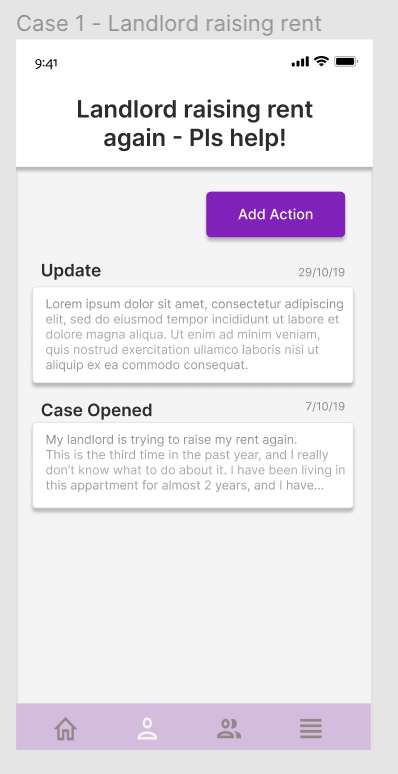 Case 1 - Landlord raising rent
9:41
Landlord raising rent
again - Pls help!
Add Action
Update
29/10/19
Lorem ipsum dolor sit amet, consectetur adipiscing
elit, sed do eiusmod tempor incididunt ut labore et
dolore magna aliqua. Ut enim ad minim veniam,
quis nostrud exercitation ullamco laboris nisi ut
aliquip ex ea commodo consequat.
Case Opened
7/10/19
My landlord is trying to raise my rent again.
This is the third time in the past year, and I really
don’t know what to do about it. I have been living in
this appartment for almost 2 years, and I have...